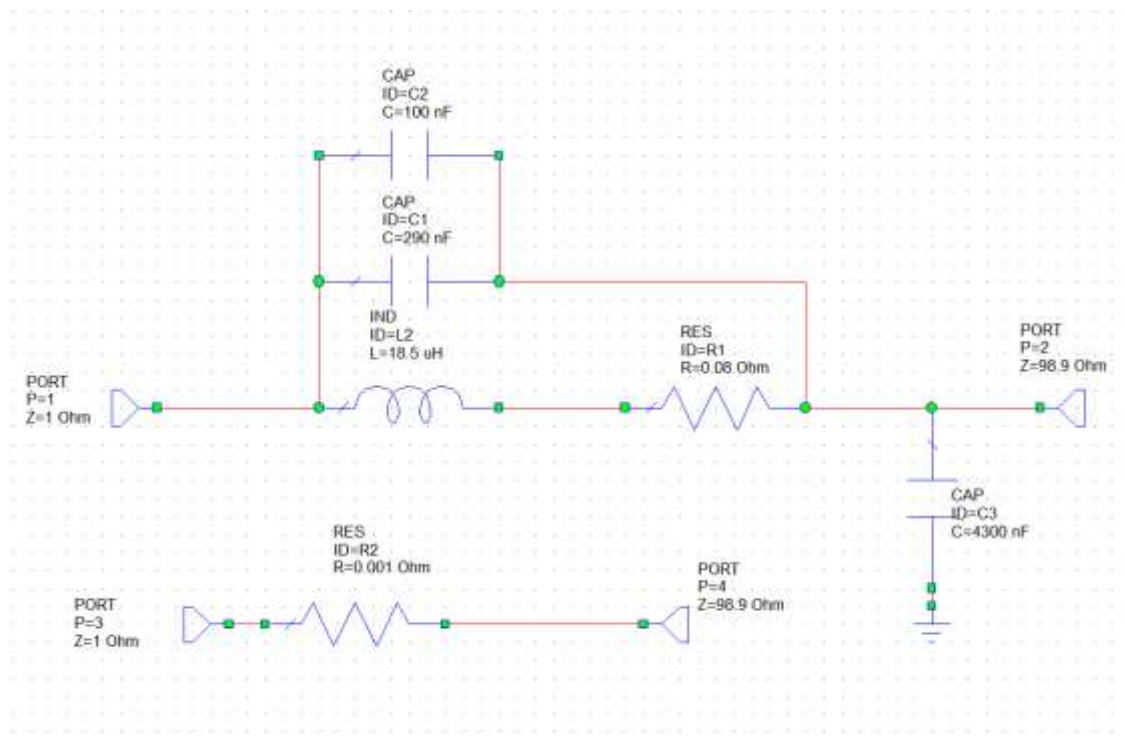 CAP
ID=C2
C=100 nF
CAP
ID=C1
C=290 nF
IND
ID=L2
L=18.5 uH
RES
ID=R1
R=0.08 Ohm
PORT
P=2
Z=98.9 Ohm
PORT
P=1
Z=1 Ohm
CAP
ID=C3
C=4300 nF
RES
ID=R2
R=0.001 Ohm
PORT
P=4
Z=98.9 Ohm
PORT
P=3
Z=1 Ohm